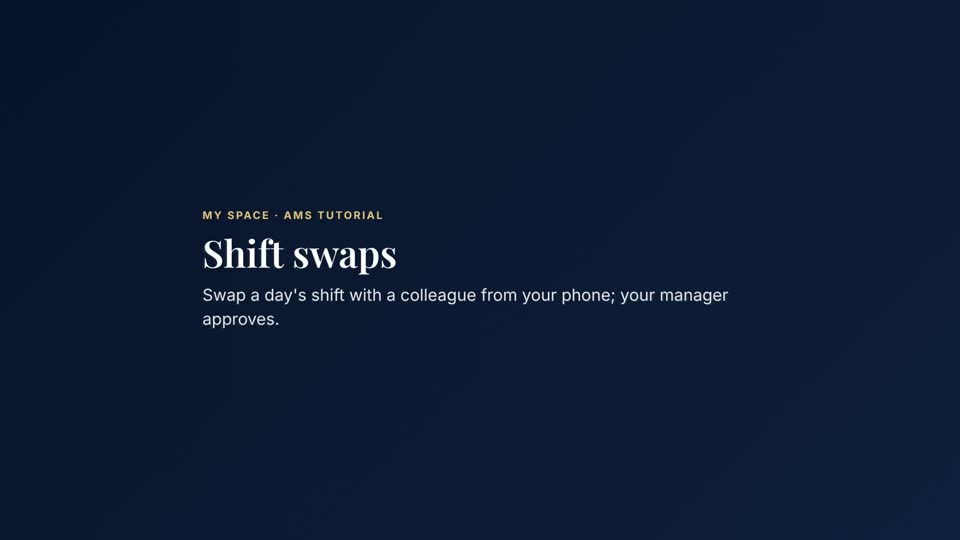 MY SPACE · AMS TUTORIAL
Shift swaps
Swap a day's shift with a colleague from your phone; your manager
approves.